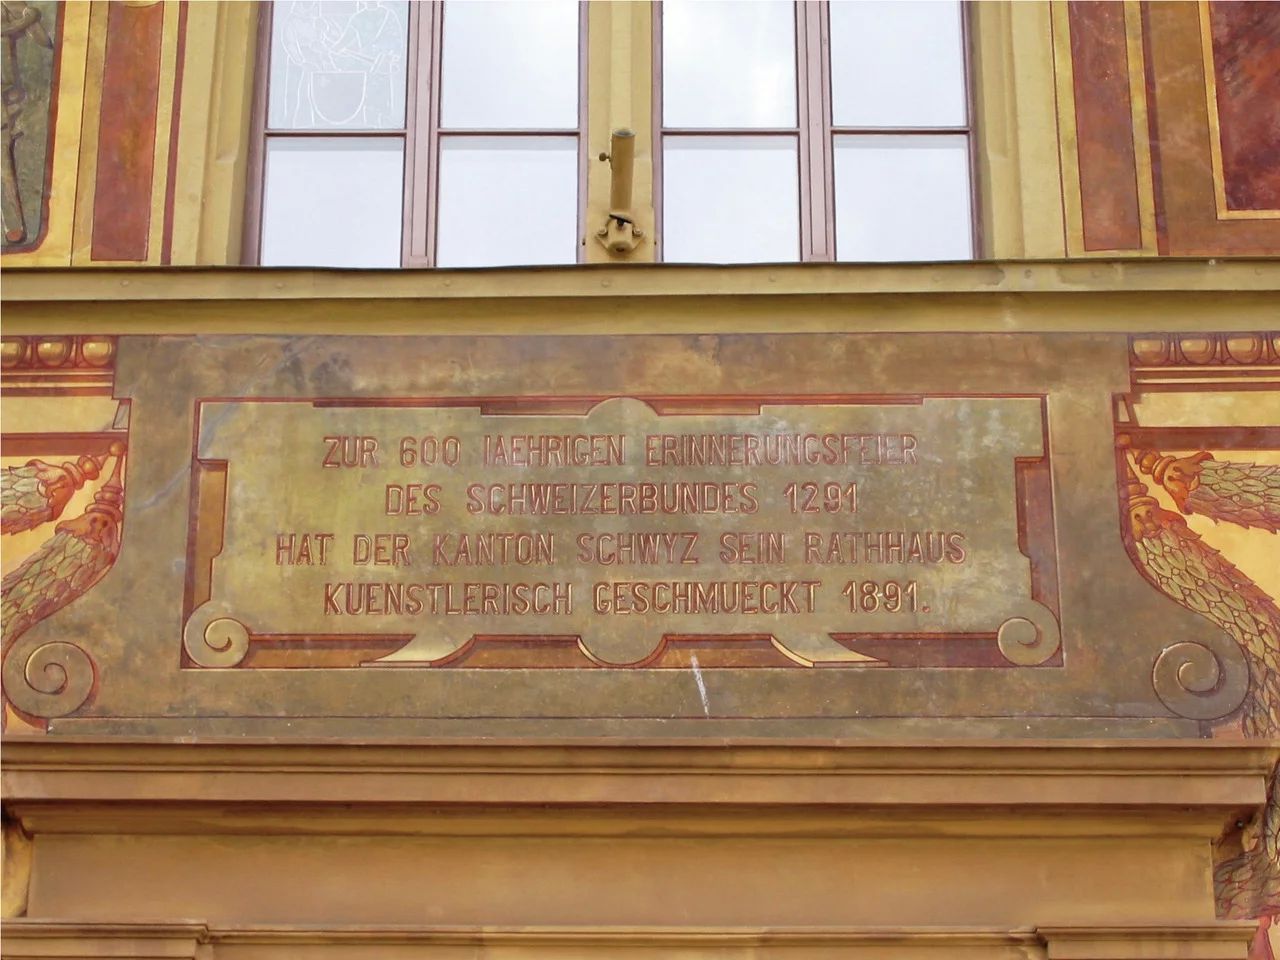 ZUR 600 IAEHRIGEN ERINNERUNGSFEIER
DES SCHWEIZERBUNDES 1291
HAT DER KANTON SCHWYZ SEIN RATHHAUS
KUENSTLERISCH GESCHMUECKT 1891.